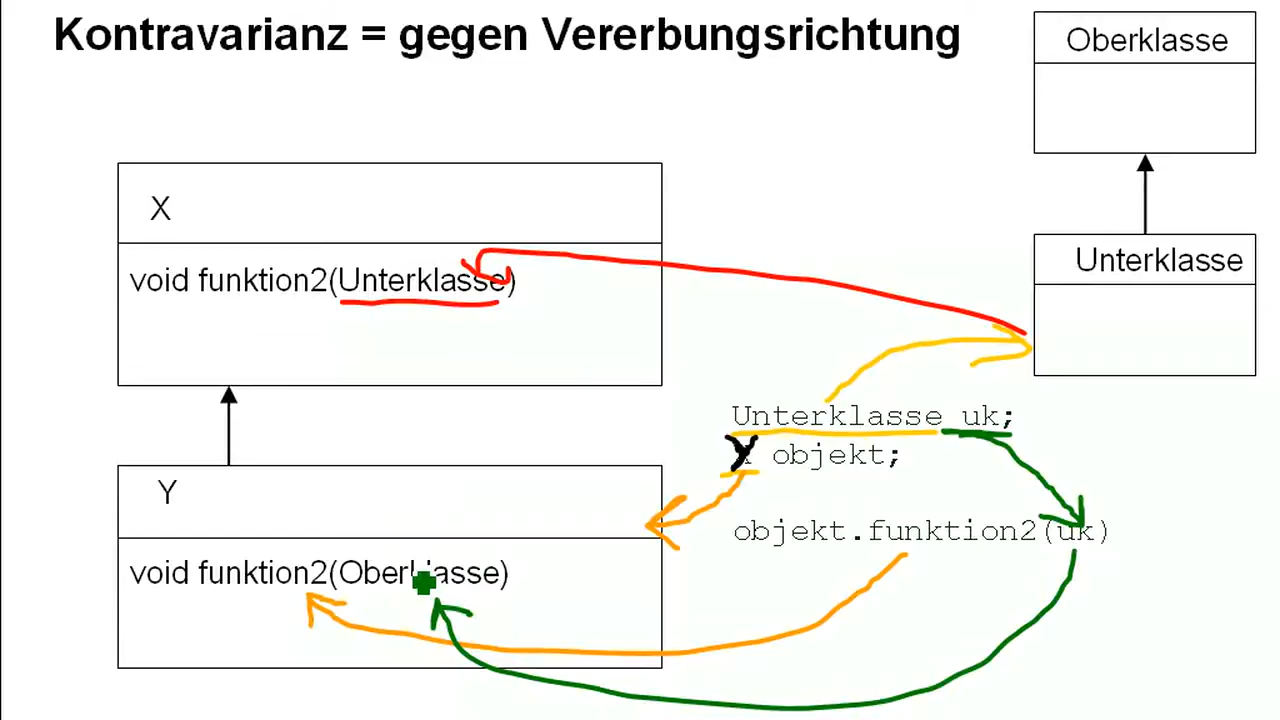 Kontravarianz = gegen Vererbungsrichtung
Oberklasse
X
void funktion2(Unterklasse)
Unterklasse
Unterklasse uk;
Y objekt;
Y
objekt.funktion2(uk)
void funktion2(Oberklasse)